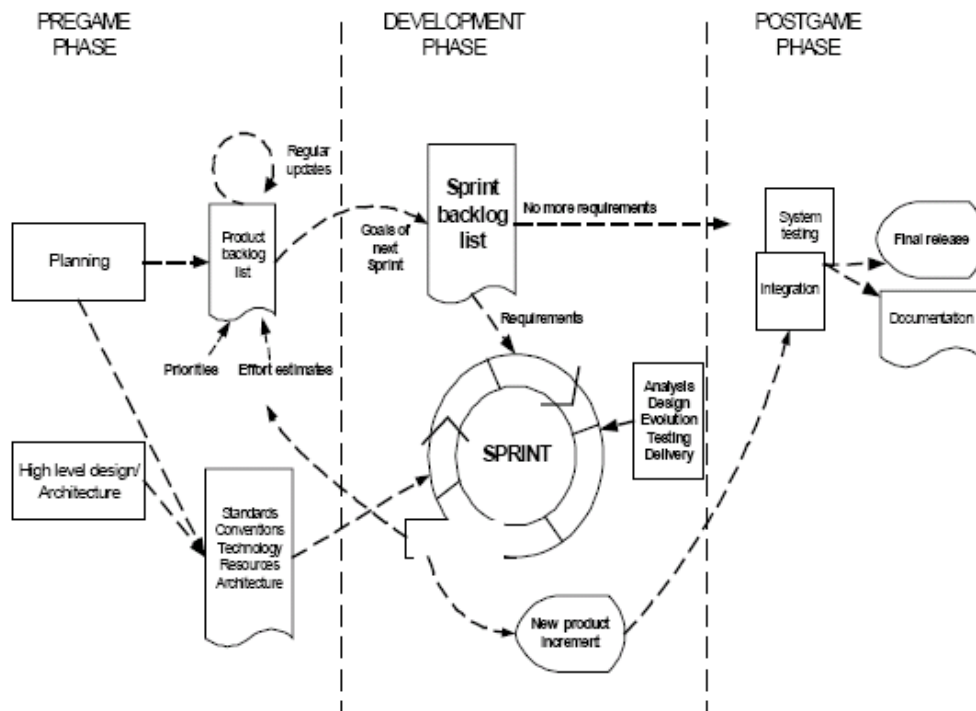 PREGAME
PHASE
DEVELOPMENT
PHASE
POSTGAME
PHASE
Regular
updates
Planning
Product
backlog
list
Goals of
next
Sprint
Sprint
backlog
list
No more requirements
System
testing
Integration
Final release
Documentation
Priorities
Effort estimates
Requirements
High level design/
Architecture
Standards
Conventions
Technology
Resources
Architecture
SPRINT
Analysis
Design
Evolution
Testing
Delivery
New product
increment